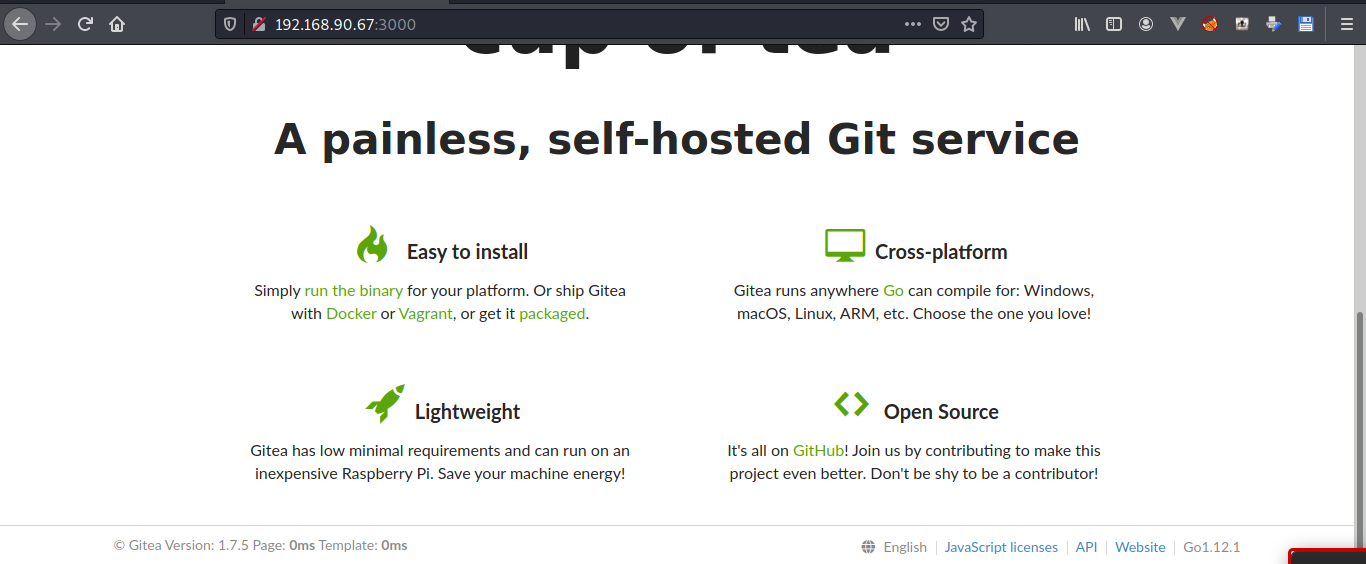 192.168.90.67:3000
cup of tea
A painless, self-hosted Git service
Easy to install
Simply run the binary for your platform. Or ship Gitea
with Docker or Vagrant, or get it packaged.
Cross-platform
Gitea runs anywhere Go can compile for: Windows,
macOS, Linux, ARM, etc. Choose the one you love!
Lightweight
Gitea has low minimal requirements and can run on an
inexpensive Raspberry Pi. Save your machine energy!
Open Source
It's all on GitHub! Join us by contributing to make this
project even better. Don't be shy to be a contributor!
© Gitea Version: 1.7.5 Page: 0ms Template: 0ms
English JavaScript licenses API Website Go1.12.1